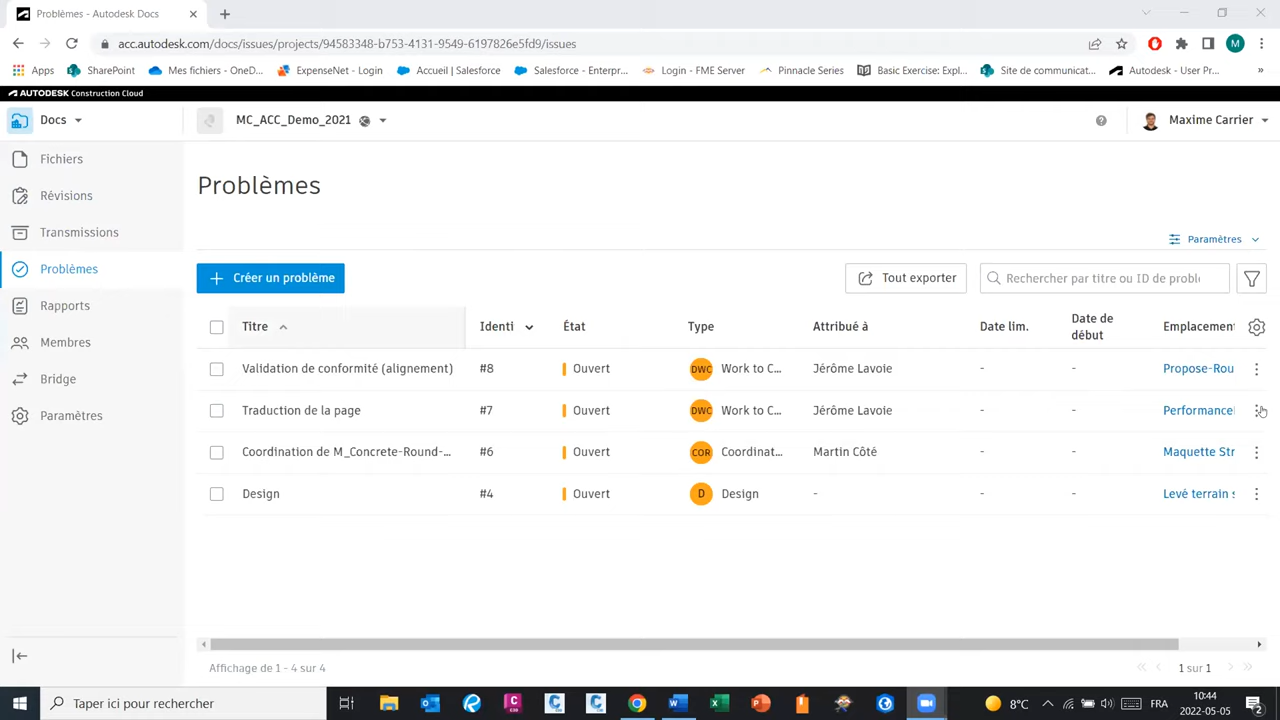 Problèmes - Autodesk Docs
acc.autodesk.com/docs/issues/projects/94583348-b753-4131-9549-6197826e5fd9/issues
M
Apps SharePoint Mes fichiers - OneD... ExpenseNet - Login Accueil | Salesforce Salesforce - Enterpr... Login - FME Server Pinnacle Series Basic Exercise: Expl... Site de communicat... Autodesk - User Pr... »
AUTODESK Construction Cloud
Docs MC_ACC_Demo_2021 Maxime Carrier
Fichiers
Révisions
Transmissions
Problèmes
Rapports
Membres
Bridge
Paramètres
Problèmes
Paramètres
+ Créer un problème Tout exporter Rechercher par titre ou ID de problè
Titre Identi État Type Attribué à Date lim. Date de début Emplacement
Validation de conformité (alignement) #8 Ouvert DWC Work to C... Jérôme Lavoie - - Propose-Rou
Traduction de la page #7 Ouvert DWC Work to C... Jérôme Lavoie - - Performance
Coordination de M_Concrete-Round-... #6 Ouvert COR Coordinat... Martin Côté - - Maquette Str
Design #4 Ouvert D Design - - - Levé terrain s
Affichage de 1 - 4 sur 4 1 sur 1
Taper ici pour rechercher 8°C FRA 10:44
2022-05-05 2